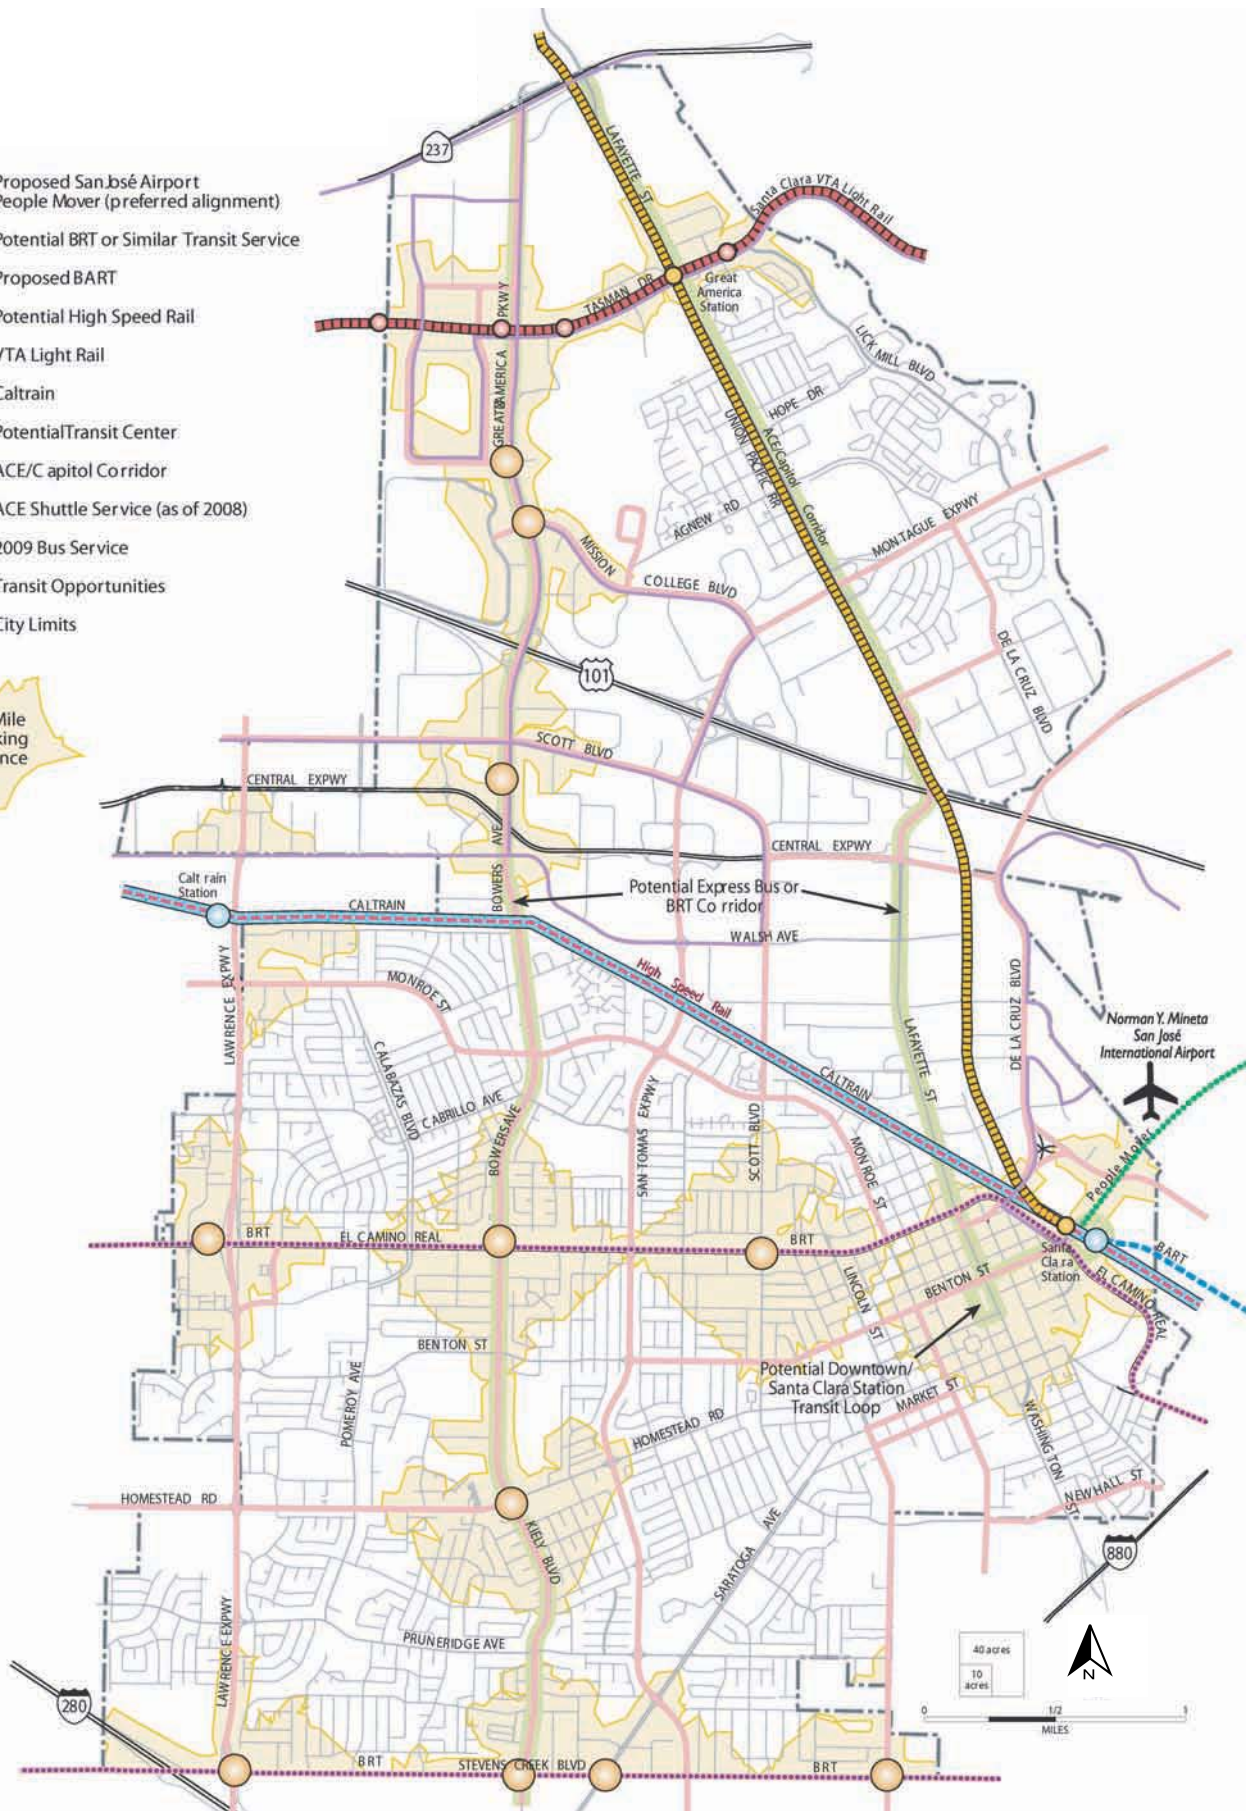 Proposed San José Airport
People Mover (preferred alignment)
Potential BRT or Similar Transit Service
Proposed BART
Potential High Speed Rail
VTA Light Rail
Caltrain
Potential Transit Center
ACE/Capitol Corridor
ACE Shuttle Service (as of 2008)
2009 Bus Service
Transit Opportunities
City Limits
Mile
king
nce
237
LAFAYETTE ST
Santa Clara VTA Light Rail
Great
America
Station
TASMAN DR
GREAT AMERICA PKWY
LICK MILL BLVD
HOPE DR
UNION PACIFIC RR
ACE/Capitol Corridor
AGNEW RD
MONTAGUE EXPWY
MISSION COLLEGE BLVD
DE LA CRUZ BLVD
101
SCOTT BLVD
CENTRAL EXPWY
BOWERS AVE
CENTRAL EXPWY
Calt rain
Station
CALTRAIN
Potential Express Bus or
BRT Co rridor
WALSH AVE
LAWRENCE EXPWY
MONROE ST
High Speed Rail
DE LA CRUZ BLVD
Norman Y. Mineta
San José
International Airport
CALABAZAS BLVD
CABRILLO AVE
BOWERS AVE
SAN TOMAS EXPWY
SCOTT BLVD
CALTRAIN
LAFAYETTE ST
MONROE ST
People Mover
BRT
EL CAMINO REAL
BRT
Santa
Cla ra
Station
BART
EL CAMINO REAL
LINCOLN ST
BENTON ST
BENTON ST
POMEROY AVE
Potential Downtown/
Santa Clara Station
Transit Loop
MARKET ST
HOMESTEAD RD
WASHINGTON ST
HOMESTEAD RD
NEWHALL ST
KIELY BLVD
SARATOGA AVE
880
LAWRENCE EXPWY
PRUNERIDGE AVE
40 acres
10
acres
N
0 1/2 1
MILES
280
BRT
STEVENS CREEK BLVD
BRT